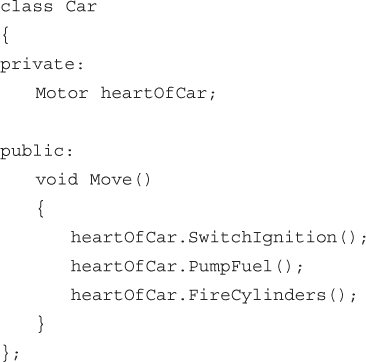 class Car
{
private:
    Motor heartOfCar;

public:
    void Move()
    {
        heartOfCar.SwitchIgnition();
        heartOfCar.PumpFuel();
        heartOfCar.FireCylinders();
    }
};